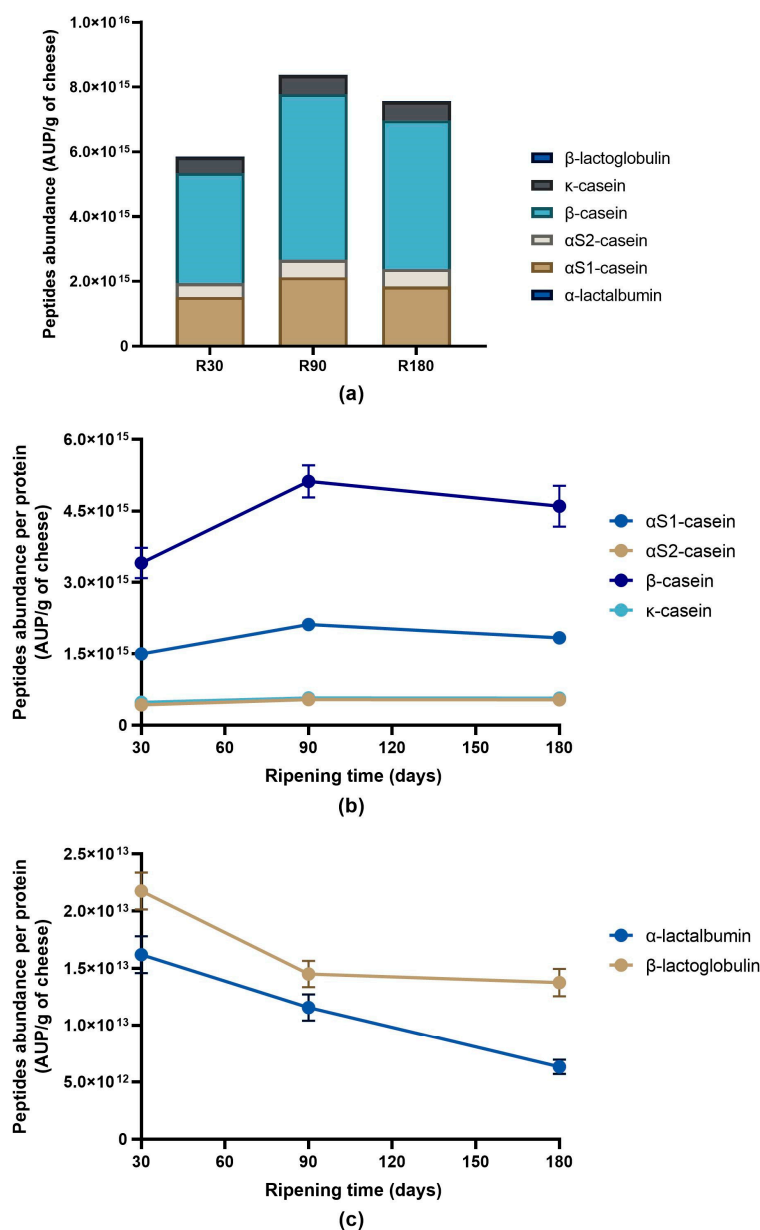 Peptides abundance (AUP/g of cheese)
1.0×10¹⁶
8.0×10¹⁵
6.0×10¹⁵
4.0×10¹⁵
2.0×10¹⁵
0
R30 R90 R180
β-lactoglobulin
κ-casein
β-casein
αS2-casein
αS1-casein
α-lactalbumin
(a)
Peptides abundance per protein
(AUP/g of cheese)
6.0×10¹⁵
4.5×10¹⁵
3.0×10¹⁵
1.5×10¹⁵
0
30 60 90 120 150 180
Ripening time (days)
αS1-casein
αS2-casein
β-casein
κ-casein
(b)
Peptides abundance per protein
(AUP/g of cheese)
2.5×10¹³
2.0×10¹³
1.5×10¹³
1.0×10¹³
5.0×10¹²
0
30 60 90 120 150 180
Ripening time (days)
α-lactalbumin
β-lactoglobulin
(c)